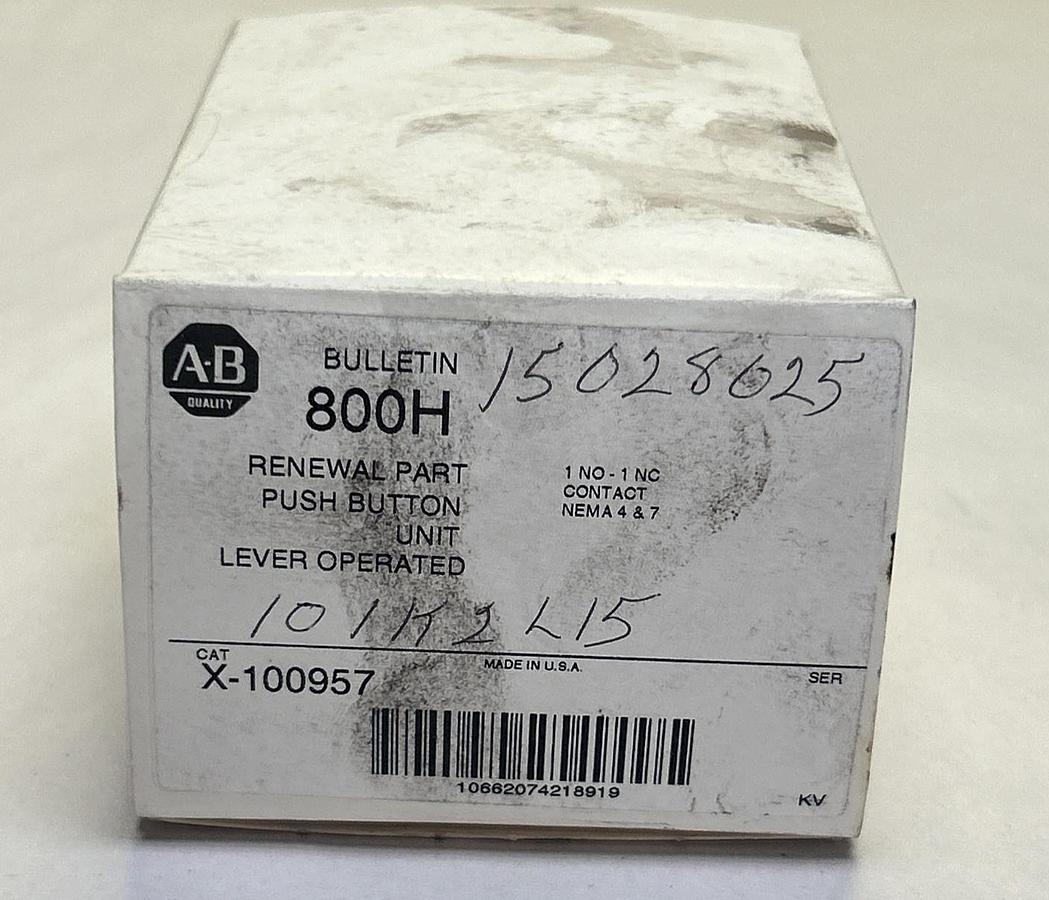 A·B
QUALITY
BULLETIN
800H
15028625
RENEWAL PART
PUSH BUTTON
UNIT
LEVER OPERATED
1 NO - 1 NC
CONTACT
NEMA 4 & 7
101K2L15
CAT
X-100957
MADE IN U.S.A.
SER
10662074218919
KV